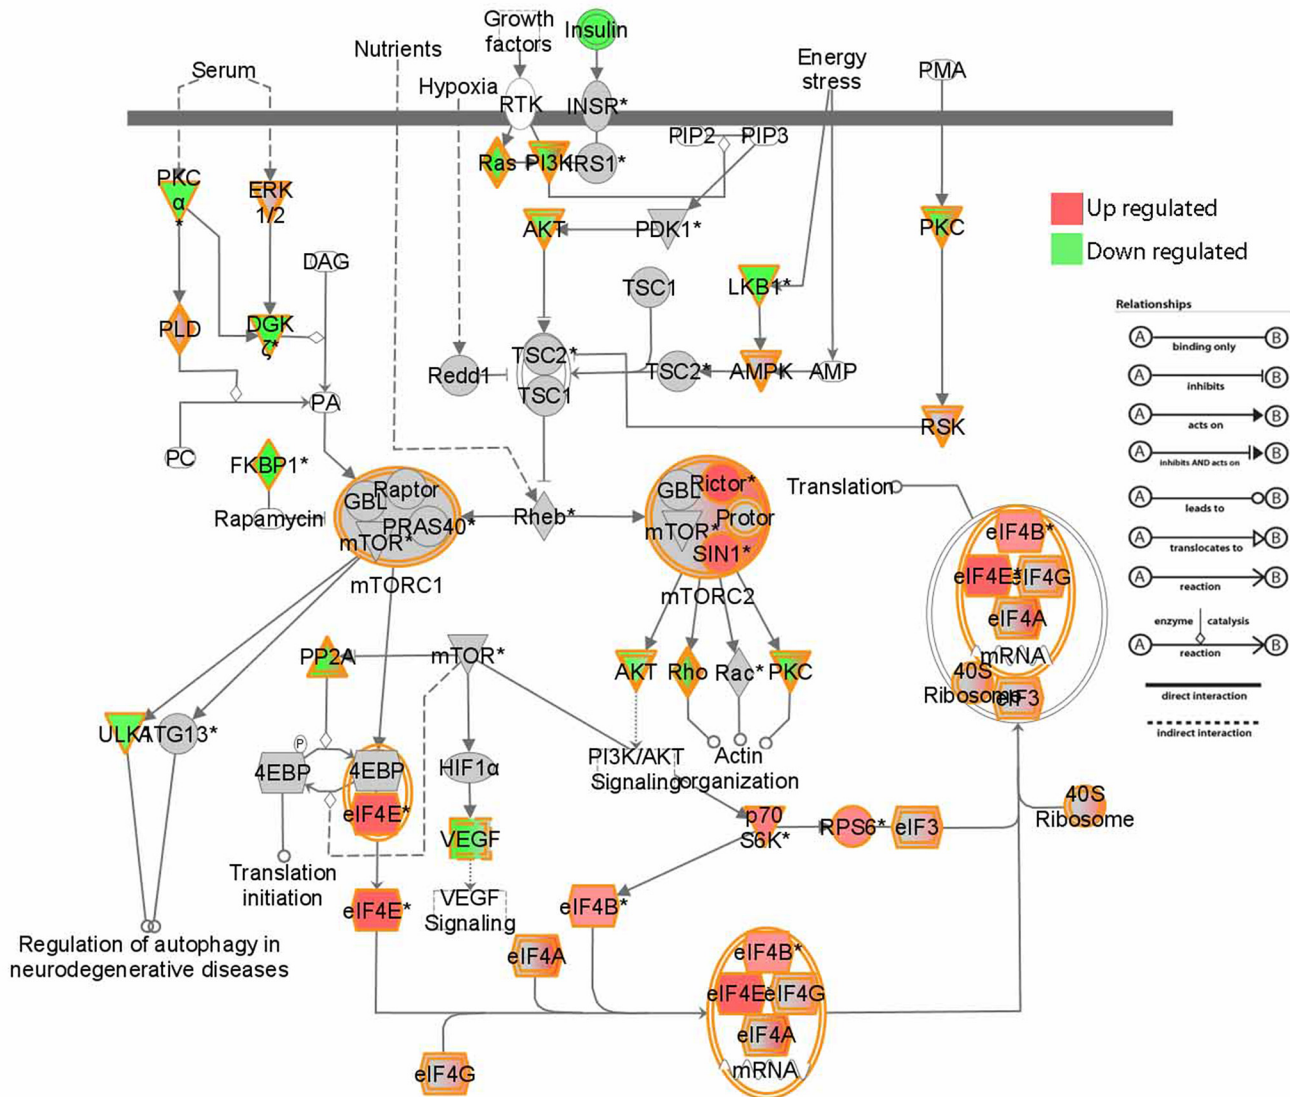 Growth
factors
Insulin
Nutrients
Serum
Energy
stress
PMA
Hypoxia
RTK
INSR*
PIP2
PIP3
Ras
PI3K
IRS1*
PKC
α
*
ERK
1/2
Up regulated
Down regulated
AKT
PDK1*
PKC
DAG
TSC1
LKB1*
Relationships
PLD
DGK
ζ*
A
B
binding only
TSC2*
TSC1
Redd1
TSC2*
AMPK
AMP
A
B
inhibits
PA
A
B
acts on
RSK
PC
FKBP1*
A
B
inhibits AND acts on
Raptor
GBL
PRAS40*
mTOR*
Rapamycin
Rheb*
GBL
Rictor*
Protor
mTOR*
SIN1*
Translation
A
B
leads to
eIF4B*
A
B
translocates to
mTORC1
mTORC2
eIF4E*
eIF4G
eIF4A
A
B
reaction
enzyme
catalysis
A
B
reaction
mRNA
40S
Ribosome
eIF3
direct interaction
indirect interaction
PP2A
mTOR*
AKT
Rho
Rac*
PKC
ULK1
ATG13*
P
4EBP
4EBP
eIF4E*
HIF1α
PI3K/AKT
Signaling
Actin
organization
VEGF
p70
S6K*
RPS6*
eIF3
40S
Ribosome
Translation
initiation
eIF4E*
VEGF
Signaling
eIF4B*
Regulation of autophagy in
neurodegenerative diseases
eIF4A
eIF4B*
eIF4E
eIF4G
eIF4A
mRNA
eIF4G